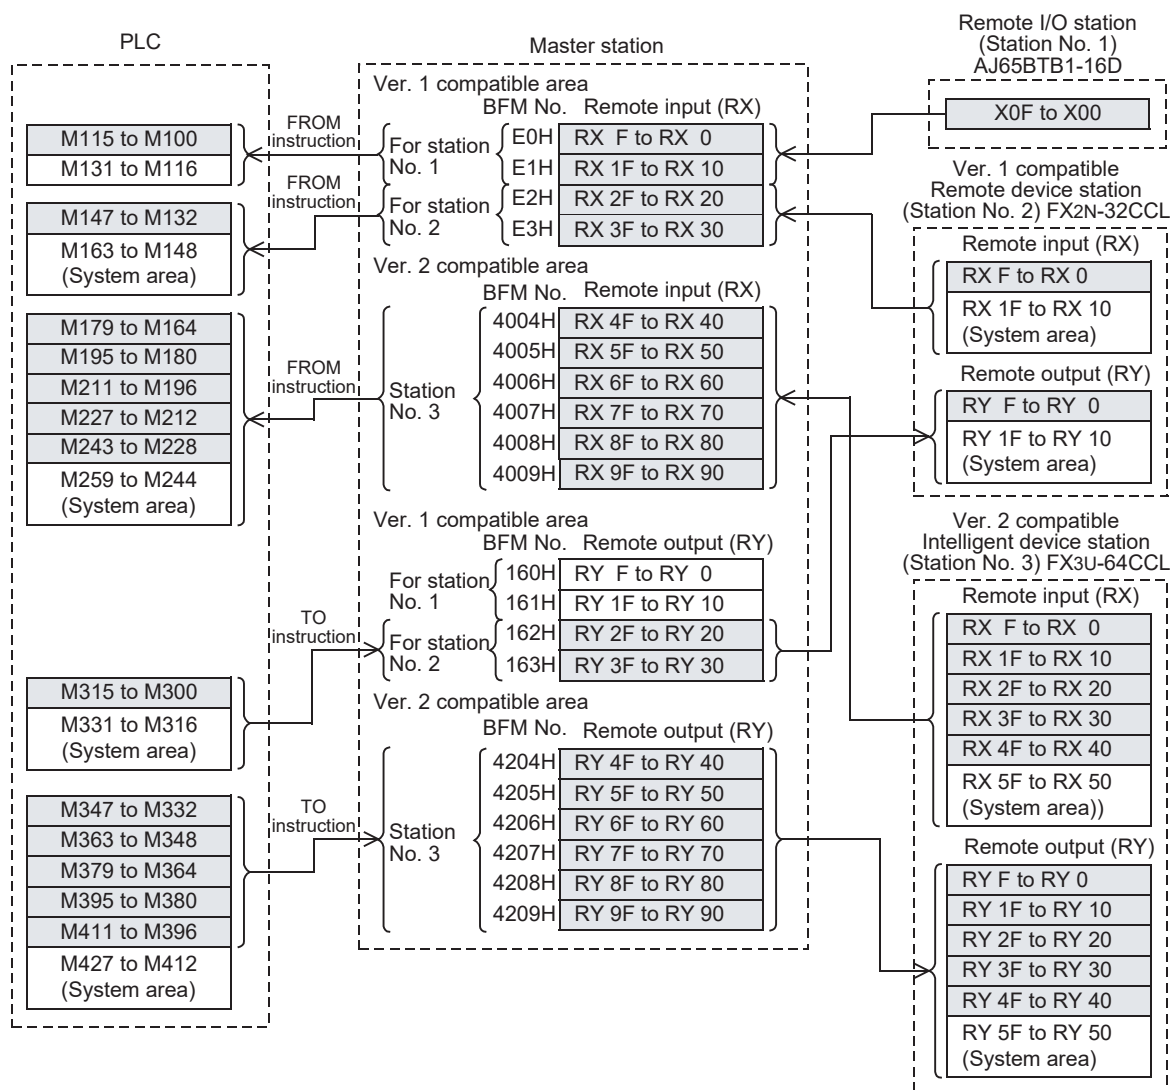 PLC
M115 to M100
M131 to M116
M147 to M132
M163 to M148
(System area)
M179 to M164
M195 to M180
M211 to M196
M227 to M212
M243 to M228
M259 to M244
(System area)
M315 to M300
M331 to M316
(System area)
M347 to M332
M363 to M348
M379 to M364
M395 to M380
M411 to M396
M427 to M412
(System area)
FROM
instruction
FROM
instruction
FROM
instruction
TO
instruction
TO
instruction
Master station
Ver. 1 compatible area
BFM No. Remote input (RX)
For station
No. 1
E0H RX F to RX 0
E1H RX 1F to RX 10
For station
No. 2
E2H RX 2F to RX 20
E3H RX 3F to RX 30
Ver. 2 compatible area
BFM No. Remote input (RX)
Station
No. 3
4004H RX 4F to RX 40
4005H RX 5F to RX 50
4006H RX 6F to RX 60
4007H RX 7F to RX 70
4008H RX 8F to RX 80
4009H RX 9F to RX 90
Ver. 1 compatible area
BFM No. Remote output (RY)
For station
No. 1
160H RY F to RY 0
161H RY 1F to RY 10
For station
No. 2
162H RY 2F to RY 20
163H RY 3F to RY 30
Ver. 2 compatible area
BFM No. Remote output (RY)
Station
No. 3
4204H RY 4F to RY 40
4205H RY 5F to RY 50
4206H RY 6F to RY 60
4207H RY 7F to RY 70
4208H RY 8F to RY 80
4209H RY 9F to RY 90
Remote I/O station
(Station No. 1)
AJ65BTB1-16D
X0F to X00
Ver. 1 compatible
Remote device station
(Station No. 2) FX2N-32CCL
Remote input (RX)
RX F to RX 0
RX 1F to RX 10
(System area)
Remote output (RY)
RY F to RY 0
RY 1F to RY 10
(System area)
Ver. 2 compatible
Intelligent device station
(Station No. 3) FX3U-64CCL
Remote input (RX)
RX F to RX 0
RX 1F to RX 10
RX 2F to RX 20
RX 3F to RX 30
RX 4F to RX 40
RX 5F to RX 50
(System area))
Remote output (RY)
RY F to RY 0
RY 1F to RY 10
RY 2F to RY 20
RY 3F to RY 30
RY 4F to RY 40
RY 5F to RY 50
(System area)